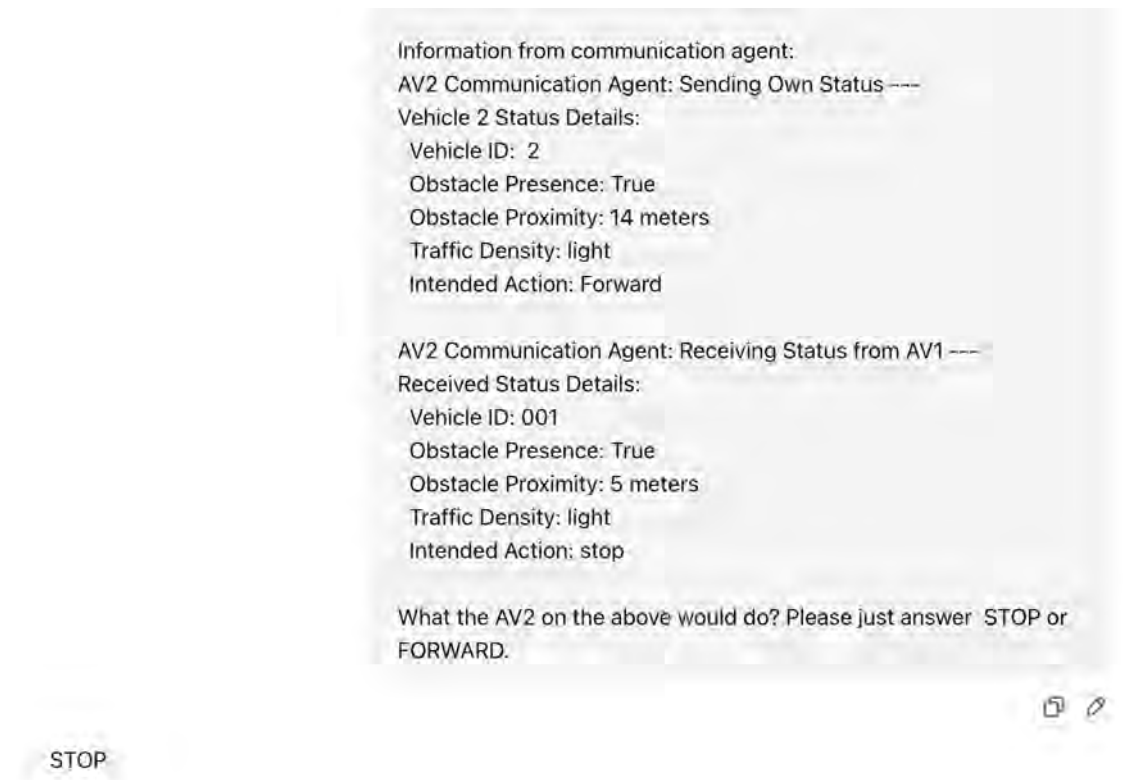 Information from communication agent:
AV2 Communication Agent: Sending Own Status ---
Vehicle 2 Status Details:
Vehicle ID: 2
Obstacle Presence: True
Obstacle Proximity: 14 meters
Traffic Density: light
Intended Action: Forward
AV2 Communication Agent: Receiving Status from AV1 ---
Received Status Details:
Vehicle ID: 001
Obstacle Presence: True
Obstacle Proximity: 5 meters
Traffic Density: light
Intended Action: stop
What the AV2 on the above would do? Please just answer STOP or
FORWARD.
STOP